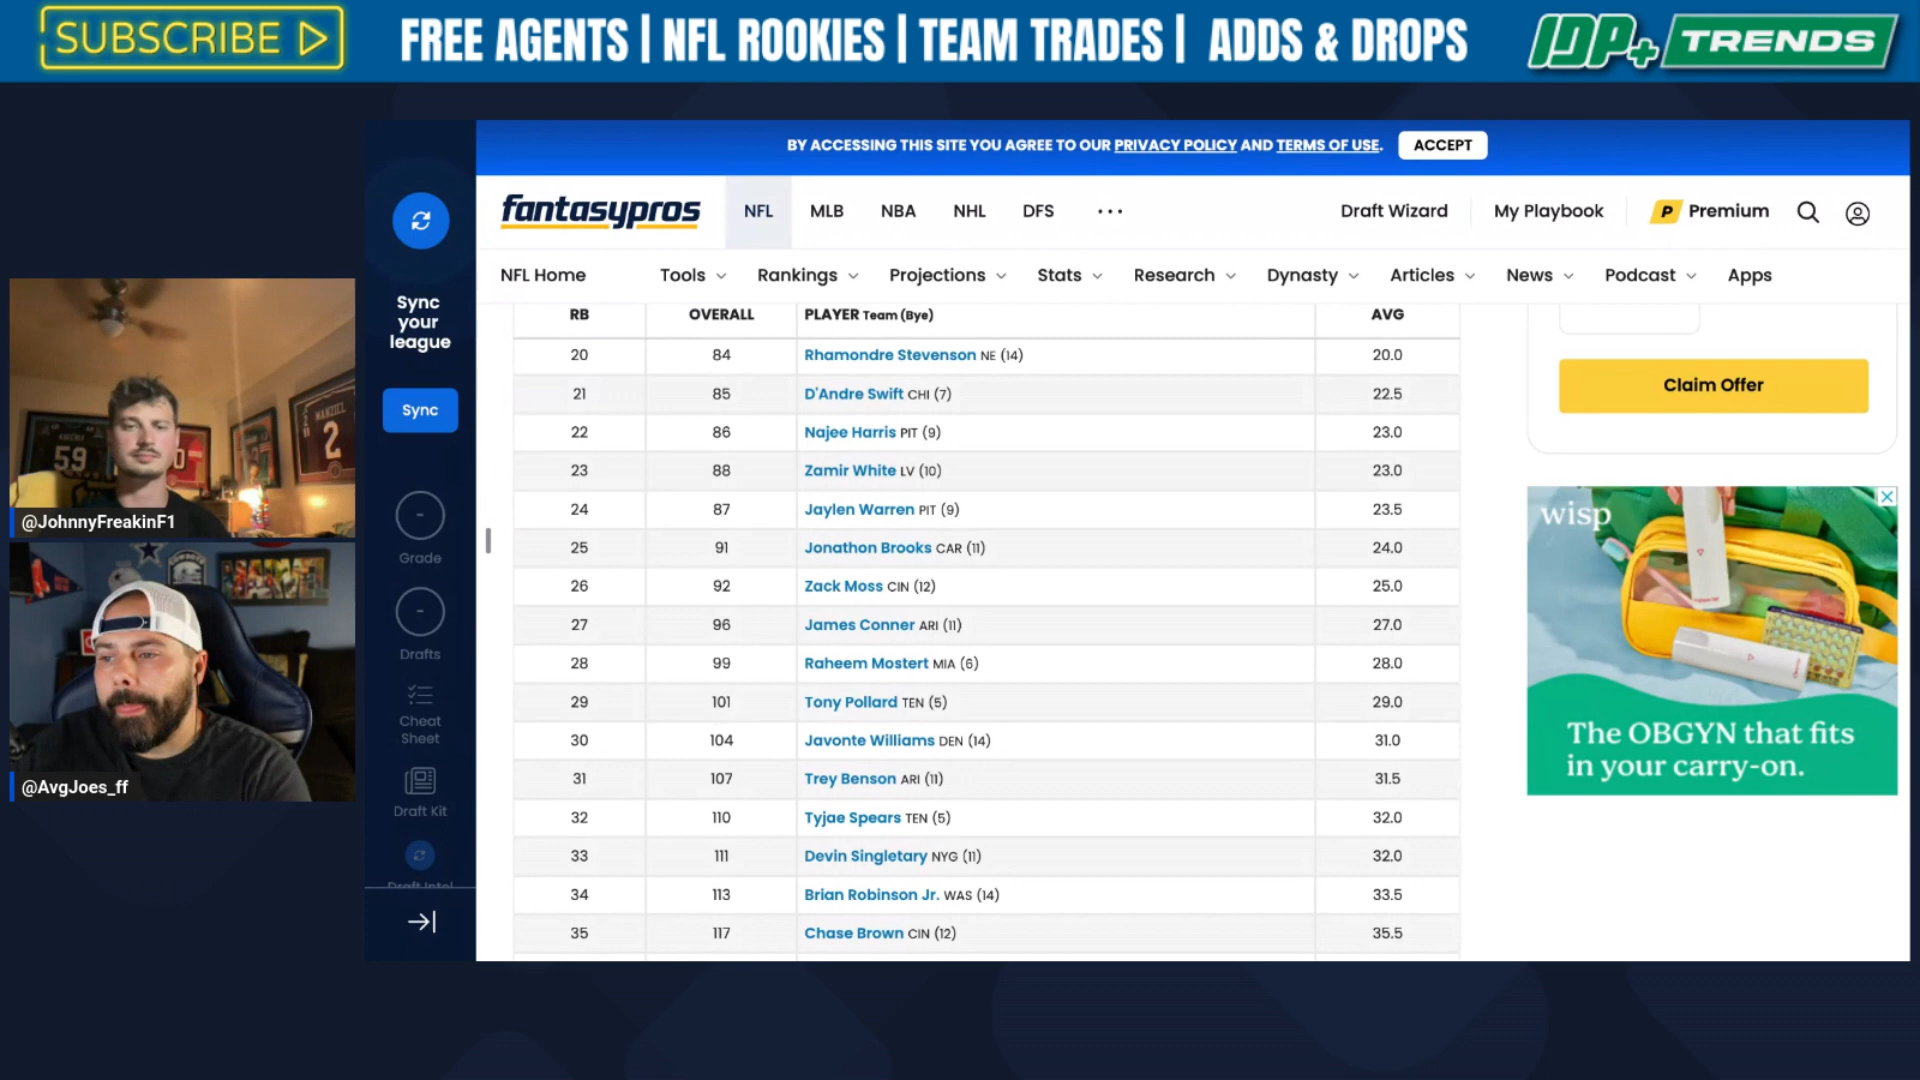 SUBSCRIBE
FREE AGENTS | NFL ROOKIES | TEAM TRADES | ADDS & DROPS
IDP+ TRENDS
BY ACCESSING THIS SITE YOU AGREE TO OUR PRIVACY POLICY AND TERMS OF USE. ACCEPT
fantasypros NFL MLB NBA NHL DFS ··· Draft Wizard My Playbook P Premium
NFL Home Tools Rankings Projections Stats Research Dynasty Articles News Podcast Apps
Sync
your
league
Sync
-
Grade
-
Drafts
Cheat
Sheet
Draft Kit
Draft Intel
RB OVERALL PLAYER Team (Bye) AVG
20 84 Rhamondre Stevenson NE (14) 20.0
21 85 D'Andre Swift CHI (7) 22.5
22 86 Najee Harris PIT (9) 23.0
23 88 Zamir White LV (10) 23.0
24 87 Jaylen Warren PIT (9) 23.5
25 91 Jonathon Brooks CAR (11) 24.0
26 92 Zack Moss CIN (12) 25.0
27 96 James Conner ARI (11) 27.0
28 99 Raheem Mostert MIA (6) 28.0
29 101 Tony Pollard TEN (5) 29.0
30 104 Javonte Williams DEN (14) 31.0
31 107 Trey Benson ARI (11) 31.5
32 110 Tyjae Spears TEN (5) 32.0
33 111 Devin Singletary NYG (11) 32.0
34 113 Brian Robinson Jr. WAS (14) 33.5
35 117 Chase Brown CIN (12) 35.5
Claim Offer
wisp
The OBGYN that fits
in your carry-on.
59
MANZIEL
2
@JohnnyFreakinF1
COWBOYS
@AvgJoes_ff